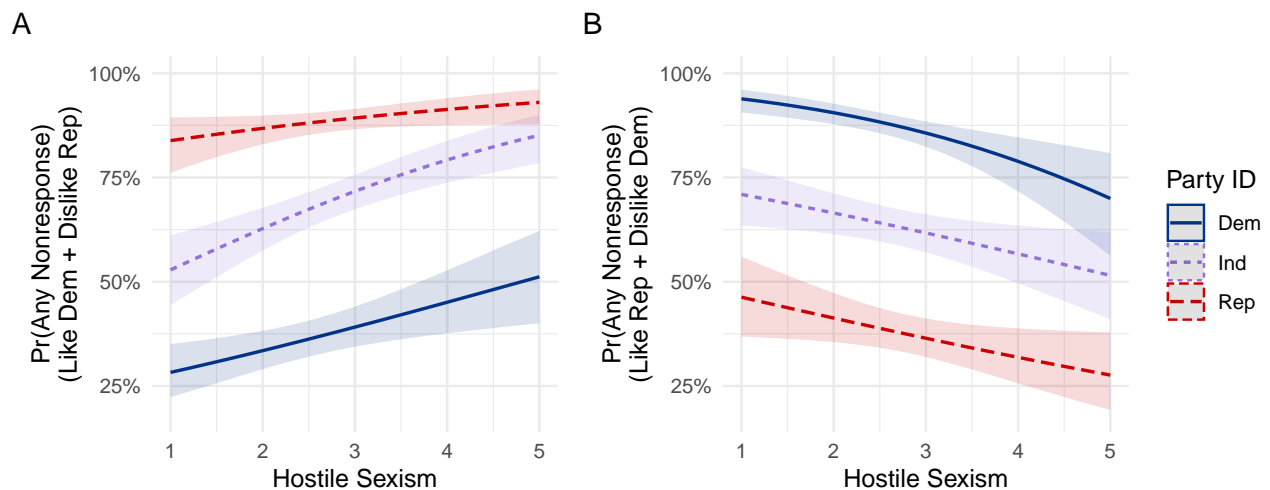 A
Pr(Any Nonresponse)
(Like Dem + Dislike Rep)
100%
75%
50%
25%
1 2 3 4 5
Hostile Sexism
B
Pr(Any Nonresponse)
(Like Rep + Dislike Dem)
100%
75%
50%
25%
1 2 3 4 5
Hostile Sexism
Party ID
Dem
Ind
Rep